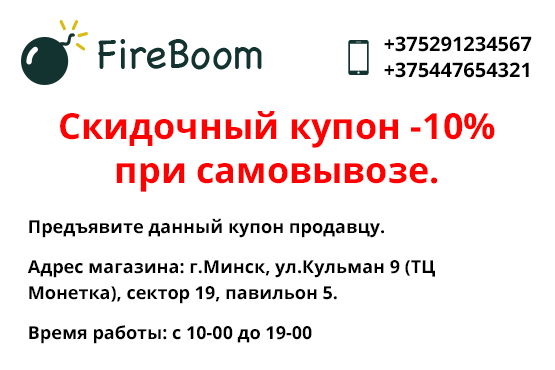 FireBoom
+375291234567
+375447654321
Скидочный купон -10%
при самовывозе.
Предъявите данный купон продавцу.
Адрес магазина: г.Минск, ул.Кульман 9 (ТЦ
Монетка), сектор 19, павильон 5.
Время работы: с 10-00 до 19-00